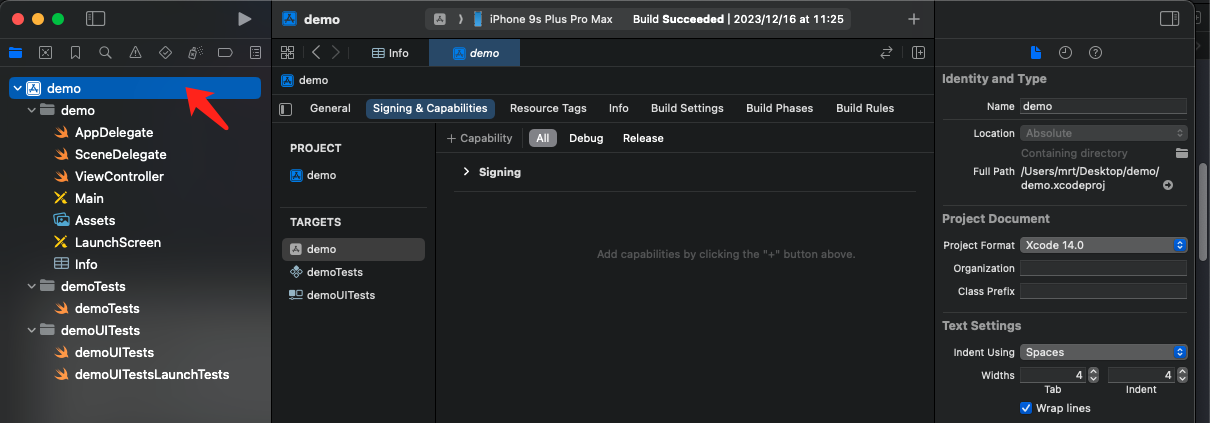 demo
iPhone 9s Plus Pro Max
Build Succeeded | 2023/12/16 at 11:25
Info
demo
demo
demo
AppDelegate
SceneDelegate
ViewController
Main
Assets
LaunchScreen
Info
demoTests
demoTests
demoUITests
demoUITests
demoUITestsLaunchTests
demo
General
Signing & Capabilities
Resource Tags
Info
Build Settings
Build Phases
Build Rules
PROJECT
demo
TARGETS
demo
demoTests
demoUITests
+ Capability
All
Debug
Release
Signing
Add capabilities by clicking the "+" button above.
Identity and Type
Name demo
Location Absolute
Containing directory
Full Path /Users/mrt/Desktop/demo/
demo.xcodeproj
Project Document
Project Format Xcode 14.0
Organization
Class Prefix
Text Settings
Indent Using Spaces
Widths 4 4
Tab Indent
Wrap lines